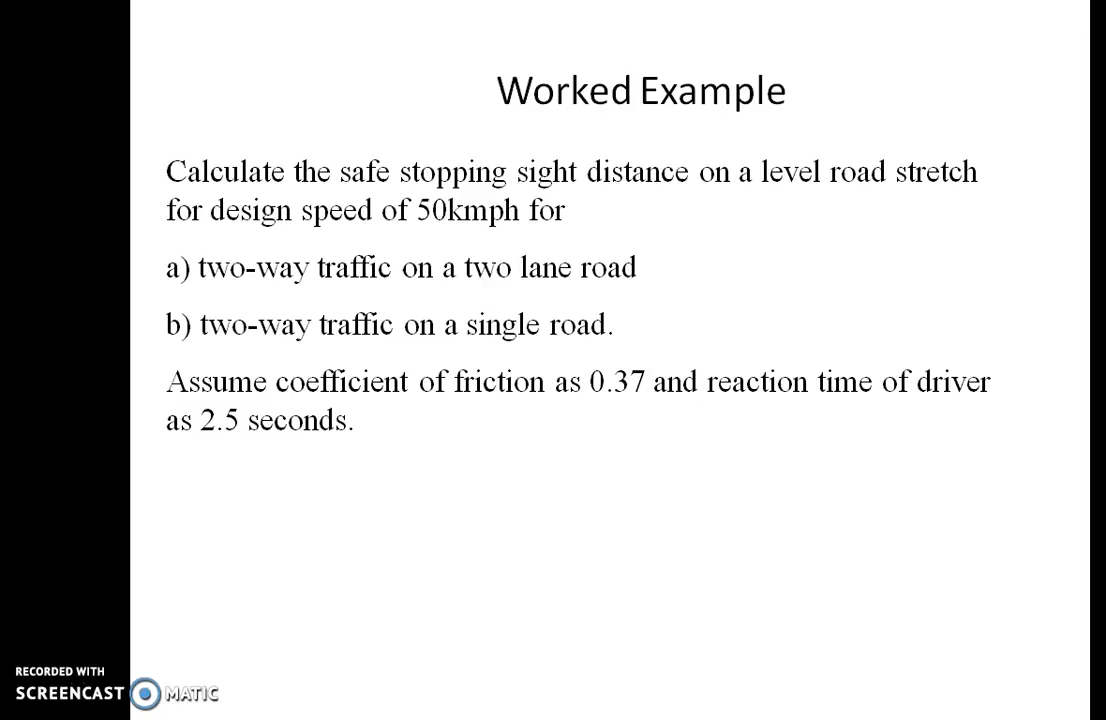 Worked Example
Calculate the safe stopping sight distance on a level road stretch
for design speed of 50kmph for
a) two-way traffic on a two lane road
b) two-way traffic on a single road.
Assume coefficient of friction as 0.37 and reaction time of driver
as 2.5 seconds.
RECORDED WITH
SCREENCAST MATIC